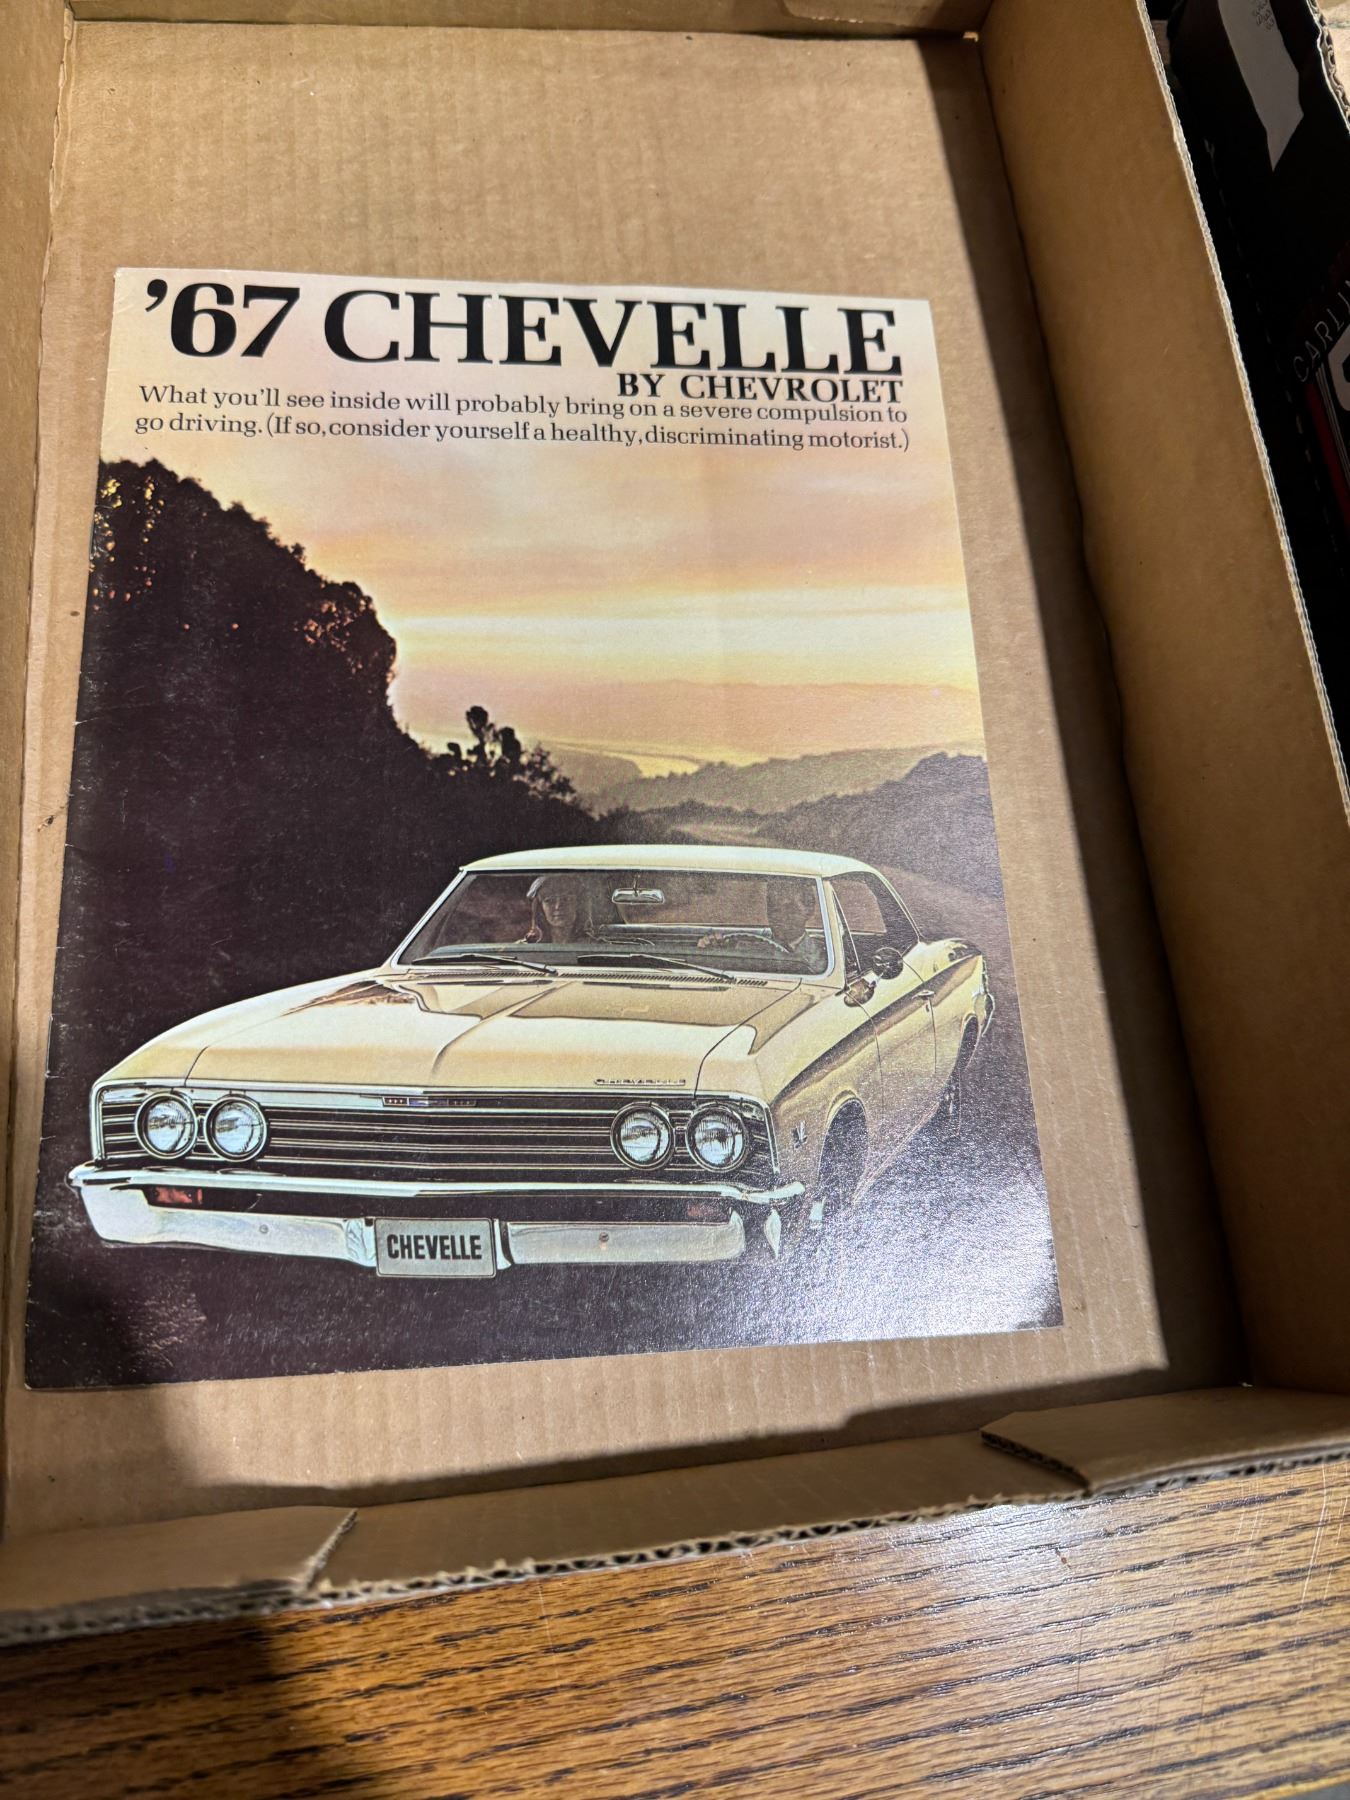 '67 CHEVELLE
BY CHEVROLET
What you'll see inside will probably bring on a severe compulsion to
go driving. (If so, consider yourself a healthy, discriminating motorist.)
CHEVELLE
CHEVELLE